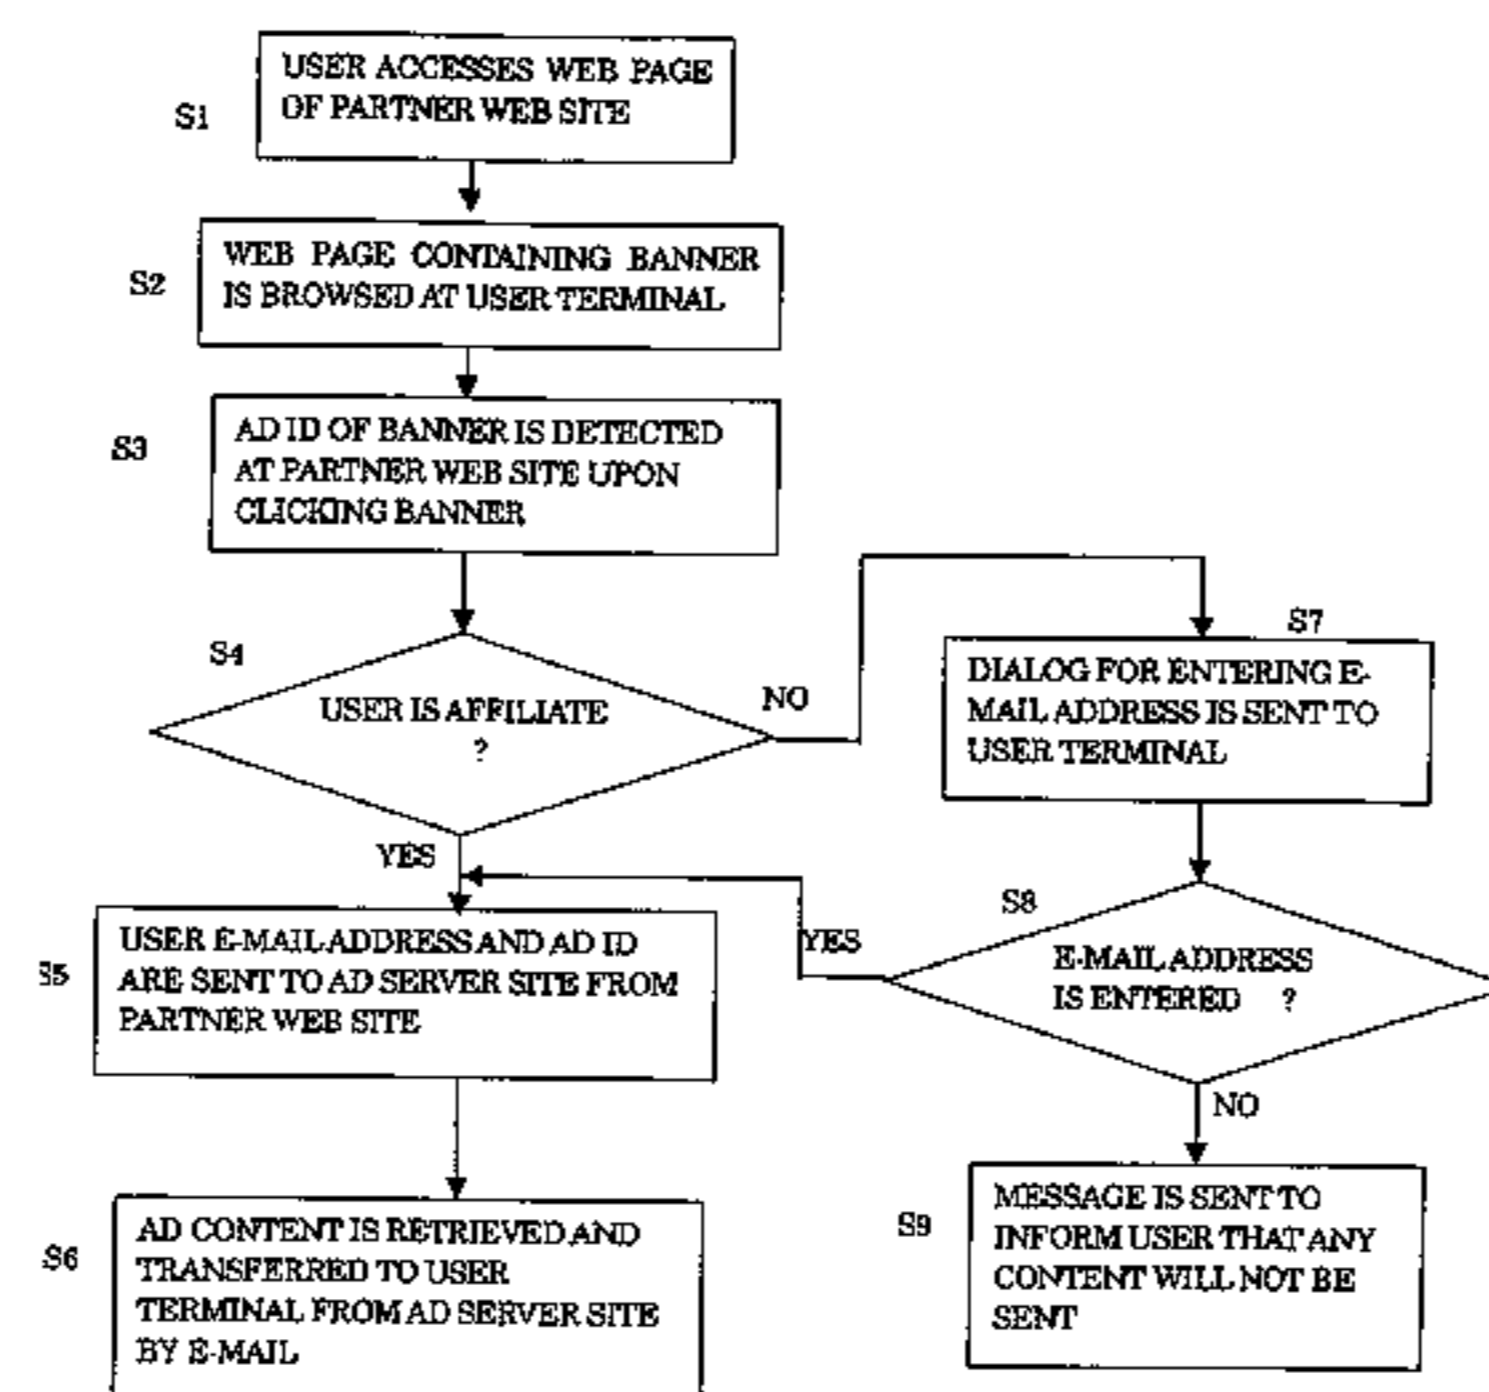 S1
USER ACCESSES WEB PAGE
OF PARTNER WEB SITE
S2
WEB PAGE CONTAINING BANNER
IS BROWSED AT USER TERMINAL
S3
AD ID OF BANNER IS DETECTED
AT PARTNER WEB SITE UPON
CLICKING BANNER
S4
USER IS AFFILIATE
?
NO
YES
S5
USER E-MAIL ADDRESS AND AD ID
ARE SENT TO AD SERVER SITE FROM
PARTNER WEB SITE
S6
AD CONTENT IS RETRIEVED AND
TRANSFERRED TO USER
TERMINAL FROM AD SERVER SITE
BY E-MAIL
S7
DIALOG FOR ENTERING E-
MAIL ADDRESS IS SENT TO
USER TERMINAL
S8
E-MAIL ADDRESS
IS ENTERED ?
YES
NO
S9
MESSAGE IS SENT TO
INFORM USER THAT ANY
CONTENT WILL NOT BE
SENT